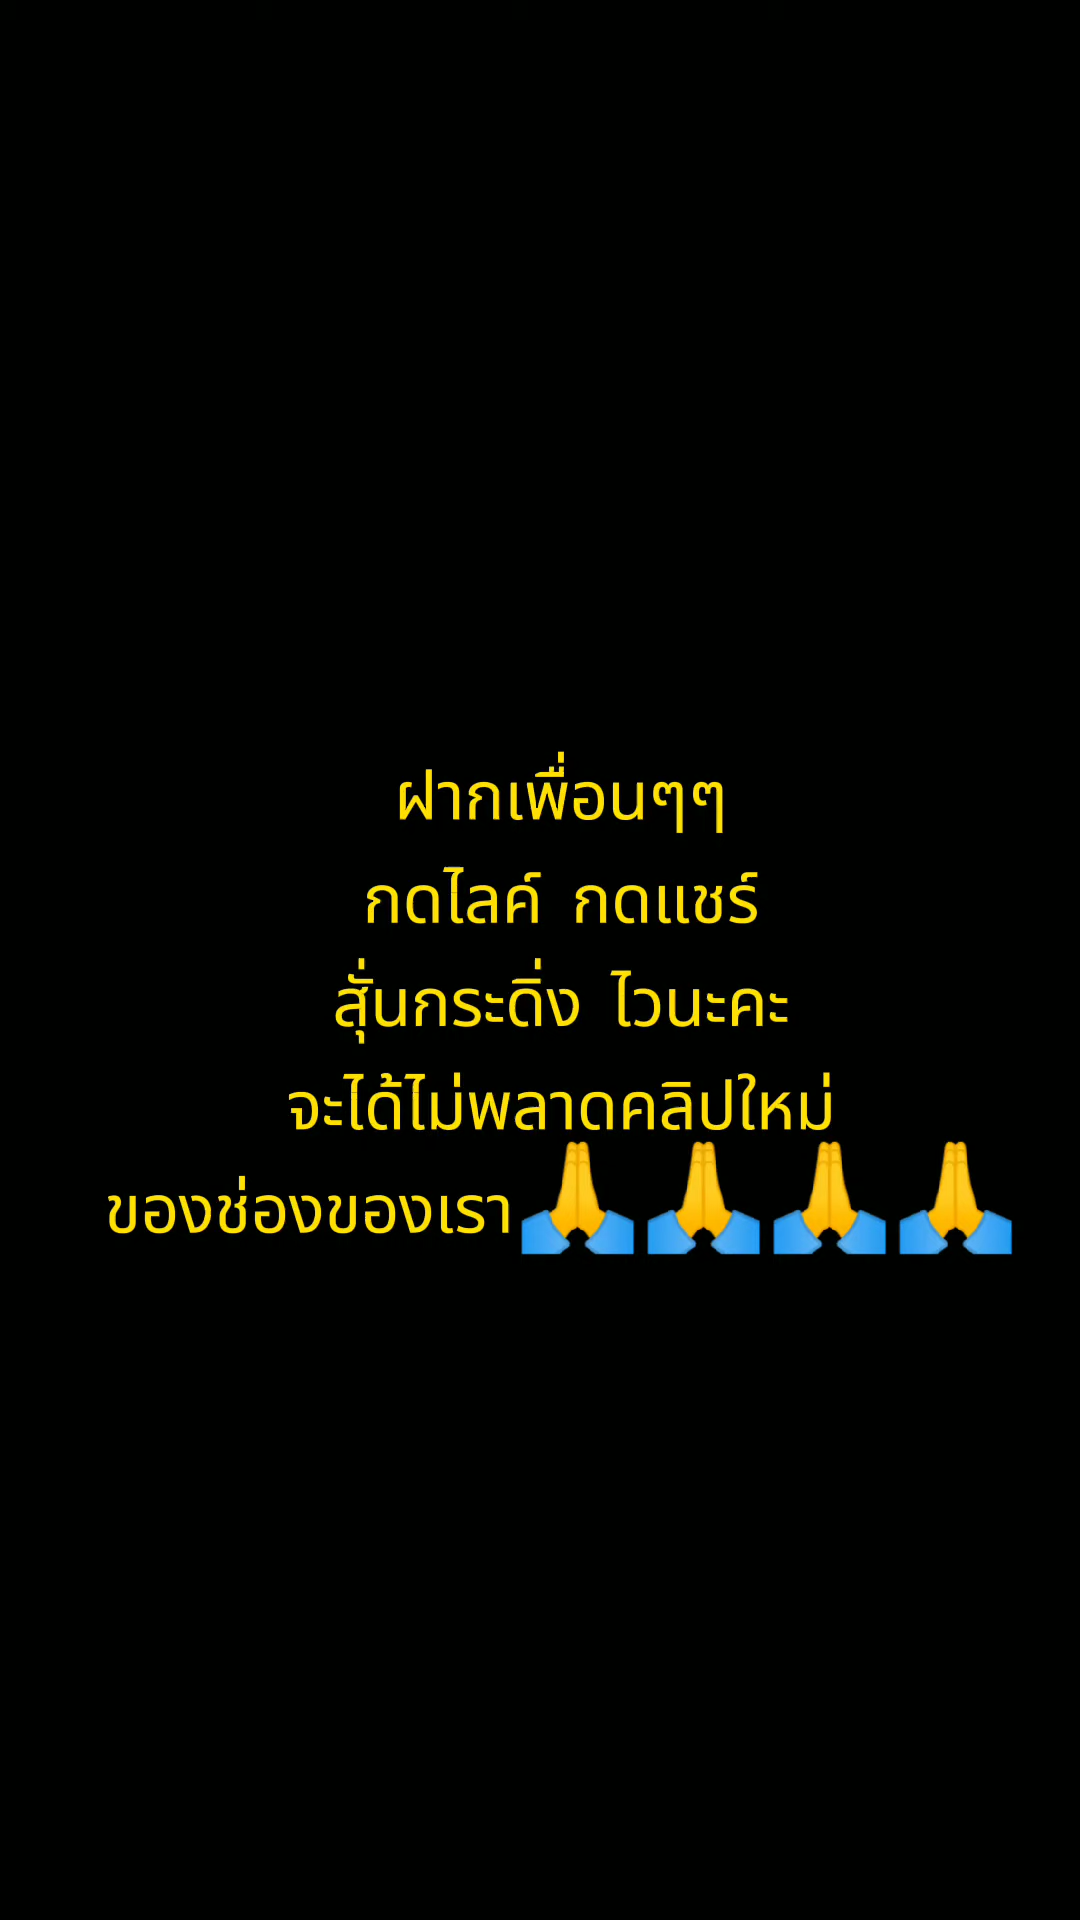 ฝากเพื่อนๆๆ
กดไลค์ กดแชร์
สั่นกระดิ่ง ไวนะคะ
จะได้ไม่พลาดคลิปใหม่
ของช่องของเรา🙏🙏🙏🙏